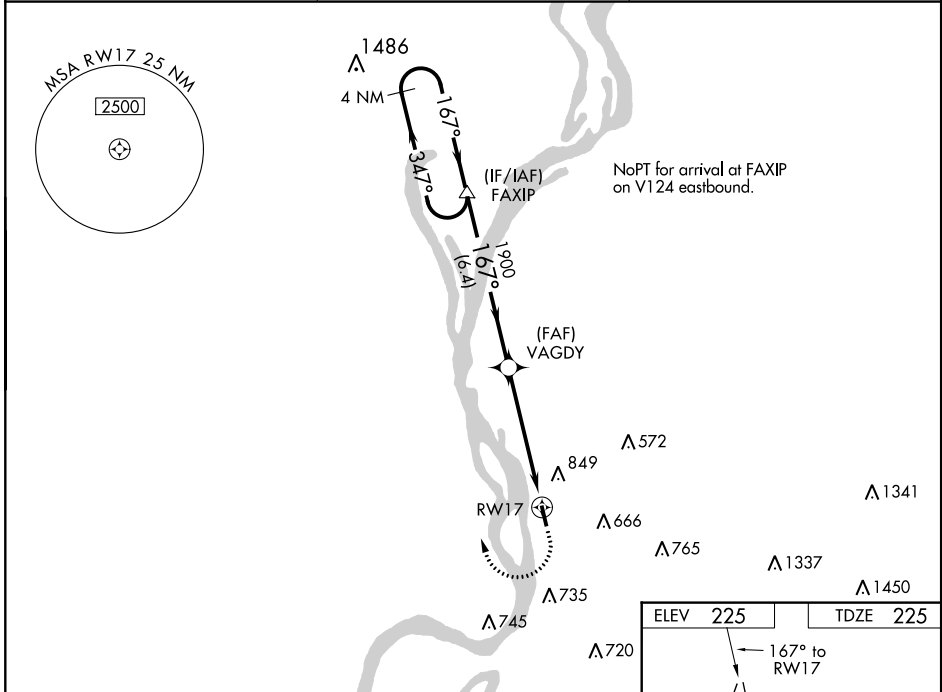 MSA RW17 25 NM
2500
1486
4 NM
167°
347°
(IF/IAF)
FAXIP
NoPT for arrival at FAXIP
on V124 eastbound.
1900
167°
(6.4)
(FAF)
VAGDY
572
849
1341
RW17
666
765
1337
1450
735
745
720
ELEV 225
TDZE 225
167° to
RW17